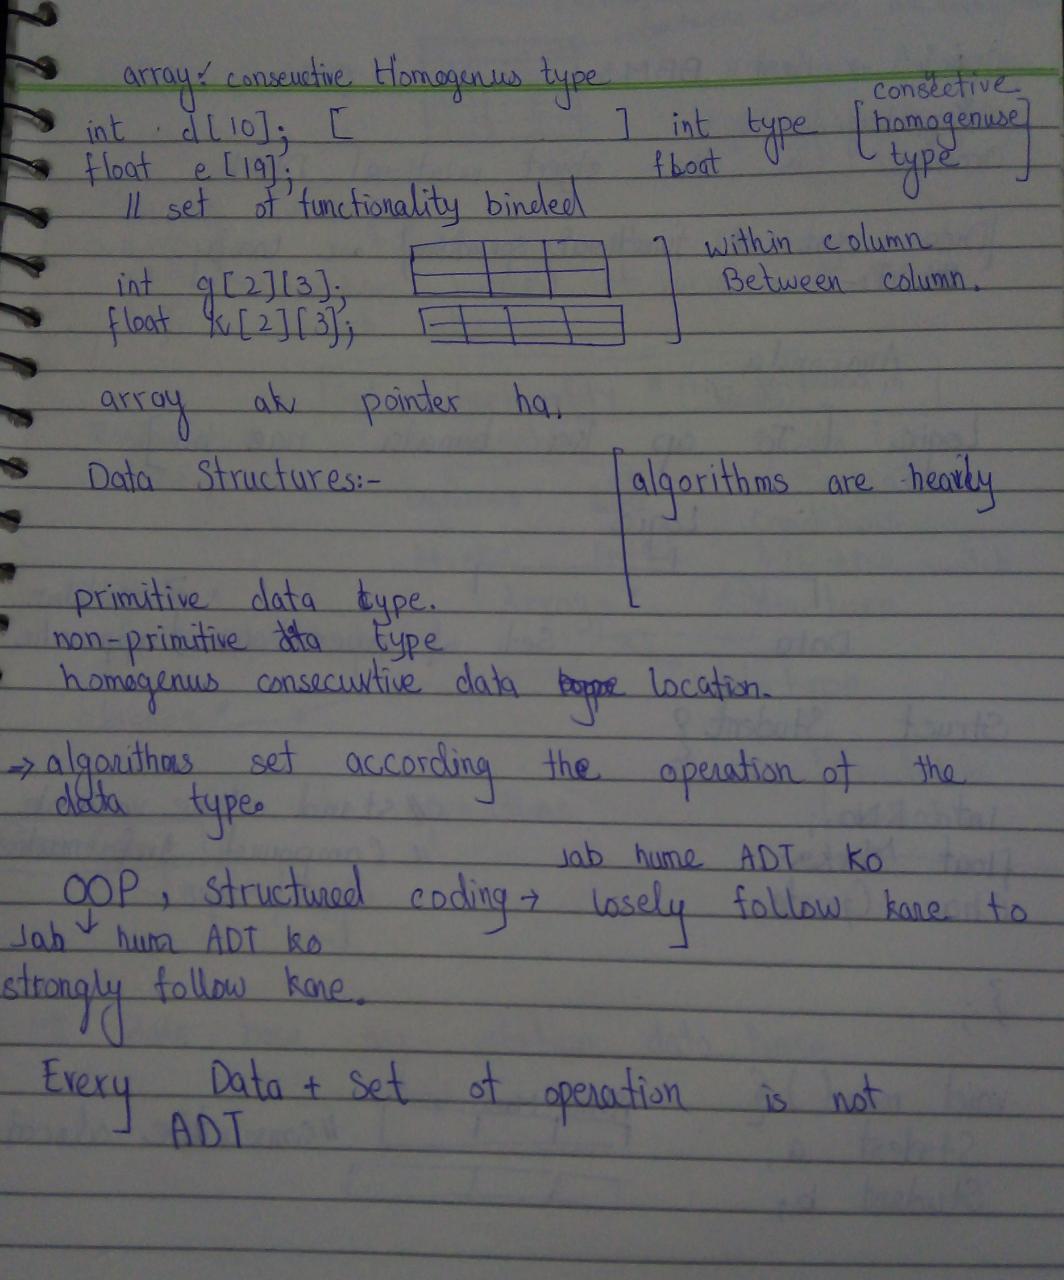 array: conseuctive Homogenus type
consective
int d[10]; [ ] int type [homogenuse]
float e[19]; float type
|| set of functionality binded
within column
int g[2][3]; Between column.
float k[2][3];
array ak pointer ha.
Data Structures:- [algorithms are heavily
primitive data type.
non-primitive data type
homogenus consecuvtive data location.
→ algorithms set according the operation of the
data type.
Jab hume ADT Ko
OOP, structured coding → losely follow kare to
Jab hum ADT ko
strongly follow kare.
Every Data + set of operation is not
ADT